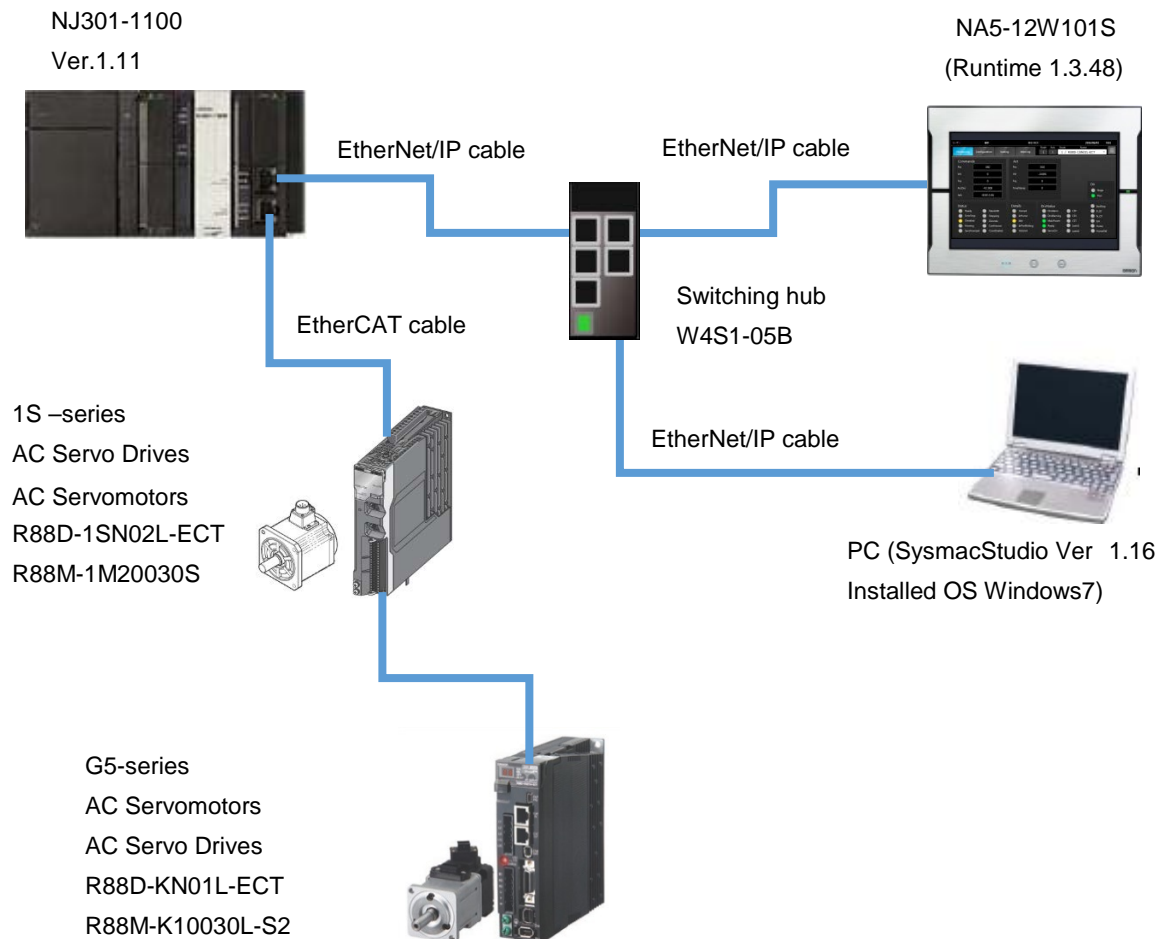 NJ301-1100
Ver.1.11
NA5-12W101S
(Runtime 1.3.48)
EtherNet/IP cable
EtherNet/IP cable
Switching hub
W4S1-05B
EtherCAT cable
1S –series
AC Servo Drives
AC Servomotors
R88D-1SN02L-ECT
R88M-1M20030S
EtherNet/IP cable
PC (SysmacStudio Ver 1.16
Installed OS Windows7)
G5-series
AC Servomotors
AC Servo Drives
R88D-KN01L-ECT
R88M-K10030L-S2